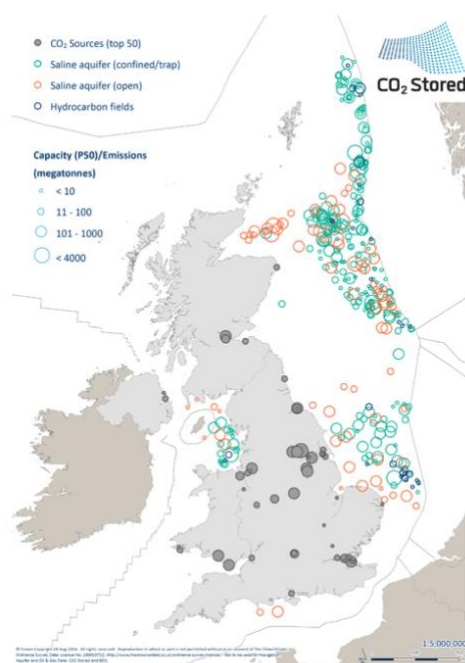 CO₂ Sources (top 50)
Saline aquifer (confined/trap)
Saline aquifer (open)
Hydrocarbon fields
CO₂ Stored
Capacity (P50)/Emissions
(megatonnes)
< 10
11 - 100
101 - 1000
< 4000
1:5,000,000